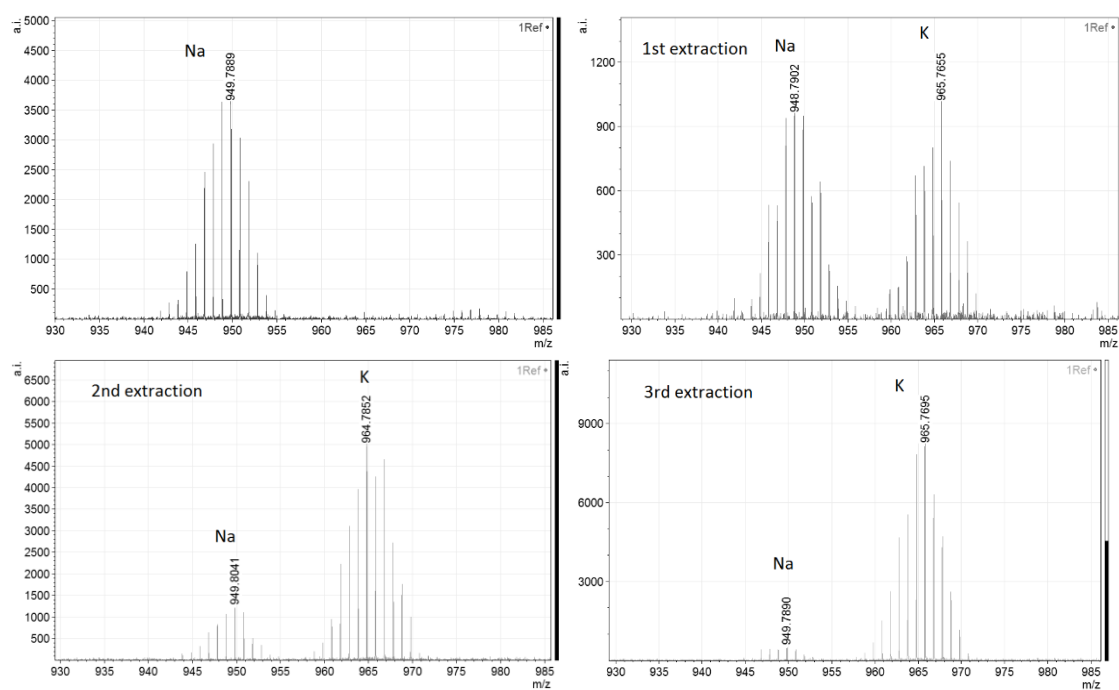 a.i.
1Ref
Na
949.7889
5000
4500
4000
3500
3000
2500
2000
1500
1000
500
930 935 940 945 950 955 960 965 970 975 980 985
m/z
a.i.
1Ref
1st extraction
Na
K
948.7902
965.7655
1200
900
600
300
930 935 940 945 950 955 960 965 970 975 980 985
m/z
a.i.
1Ref
2nd extraction
K
964.7852
Na
949.8041
6500
6000
5500
5000
4500
4000
3500
3000
2500
2000
1500
1000
500
930 935 940 945 950 955 960 965 970 975 980 985
m/z
a.i.
1Ref
3rd extraction
K
965.7695
Na
949.7890
9000
6000
3000
930 935 940 945 950 955 960 965 970 975 980 985
m/z